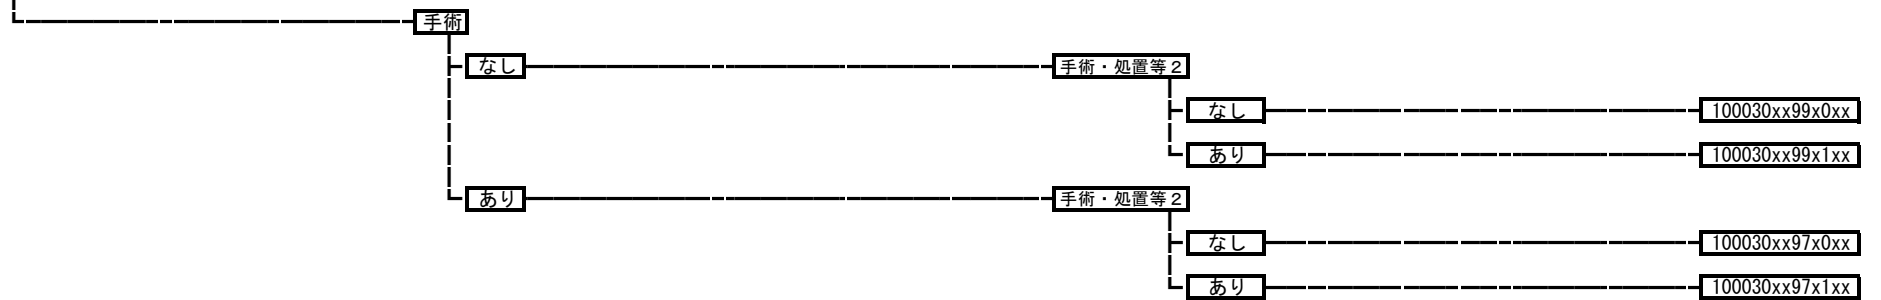 手術
なし 手術・処置等２
なし 100030xx99x0xx
あり 100030xx99x1xx
あり 手術・処置等２
なし 100030xx97x0xx
あり 100030xx97x1xx